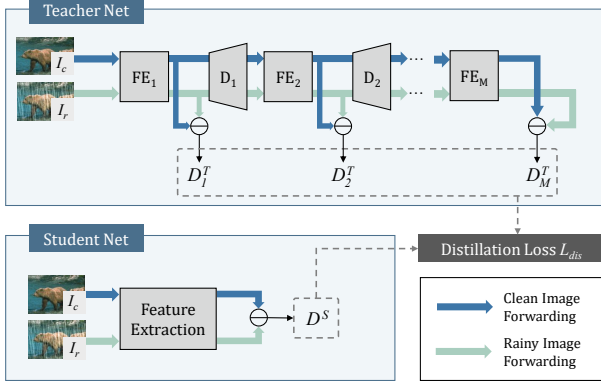 Teacher Net
I_c
I_r
FE_1
D_1
FE_2
D_2
...
...
FE_M
D_1^T
D_2^T
D_M^T
Student Net
I_c
I_r
Feature
Extraction
D^S
Distillation Loss L_dis
Clean Image
Forwarding
Rainy Image
Forwarding